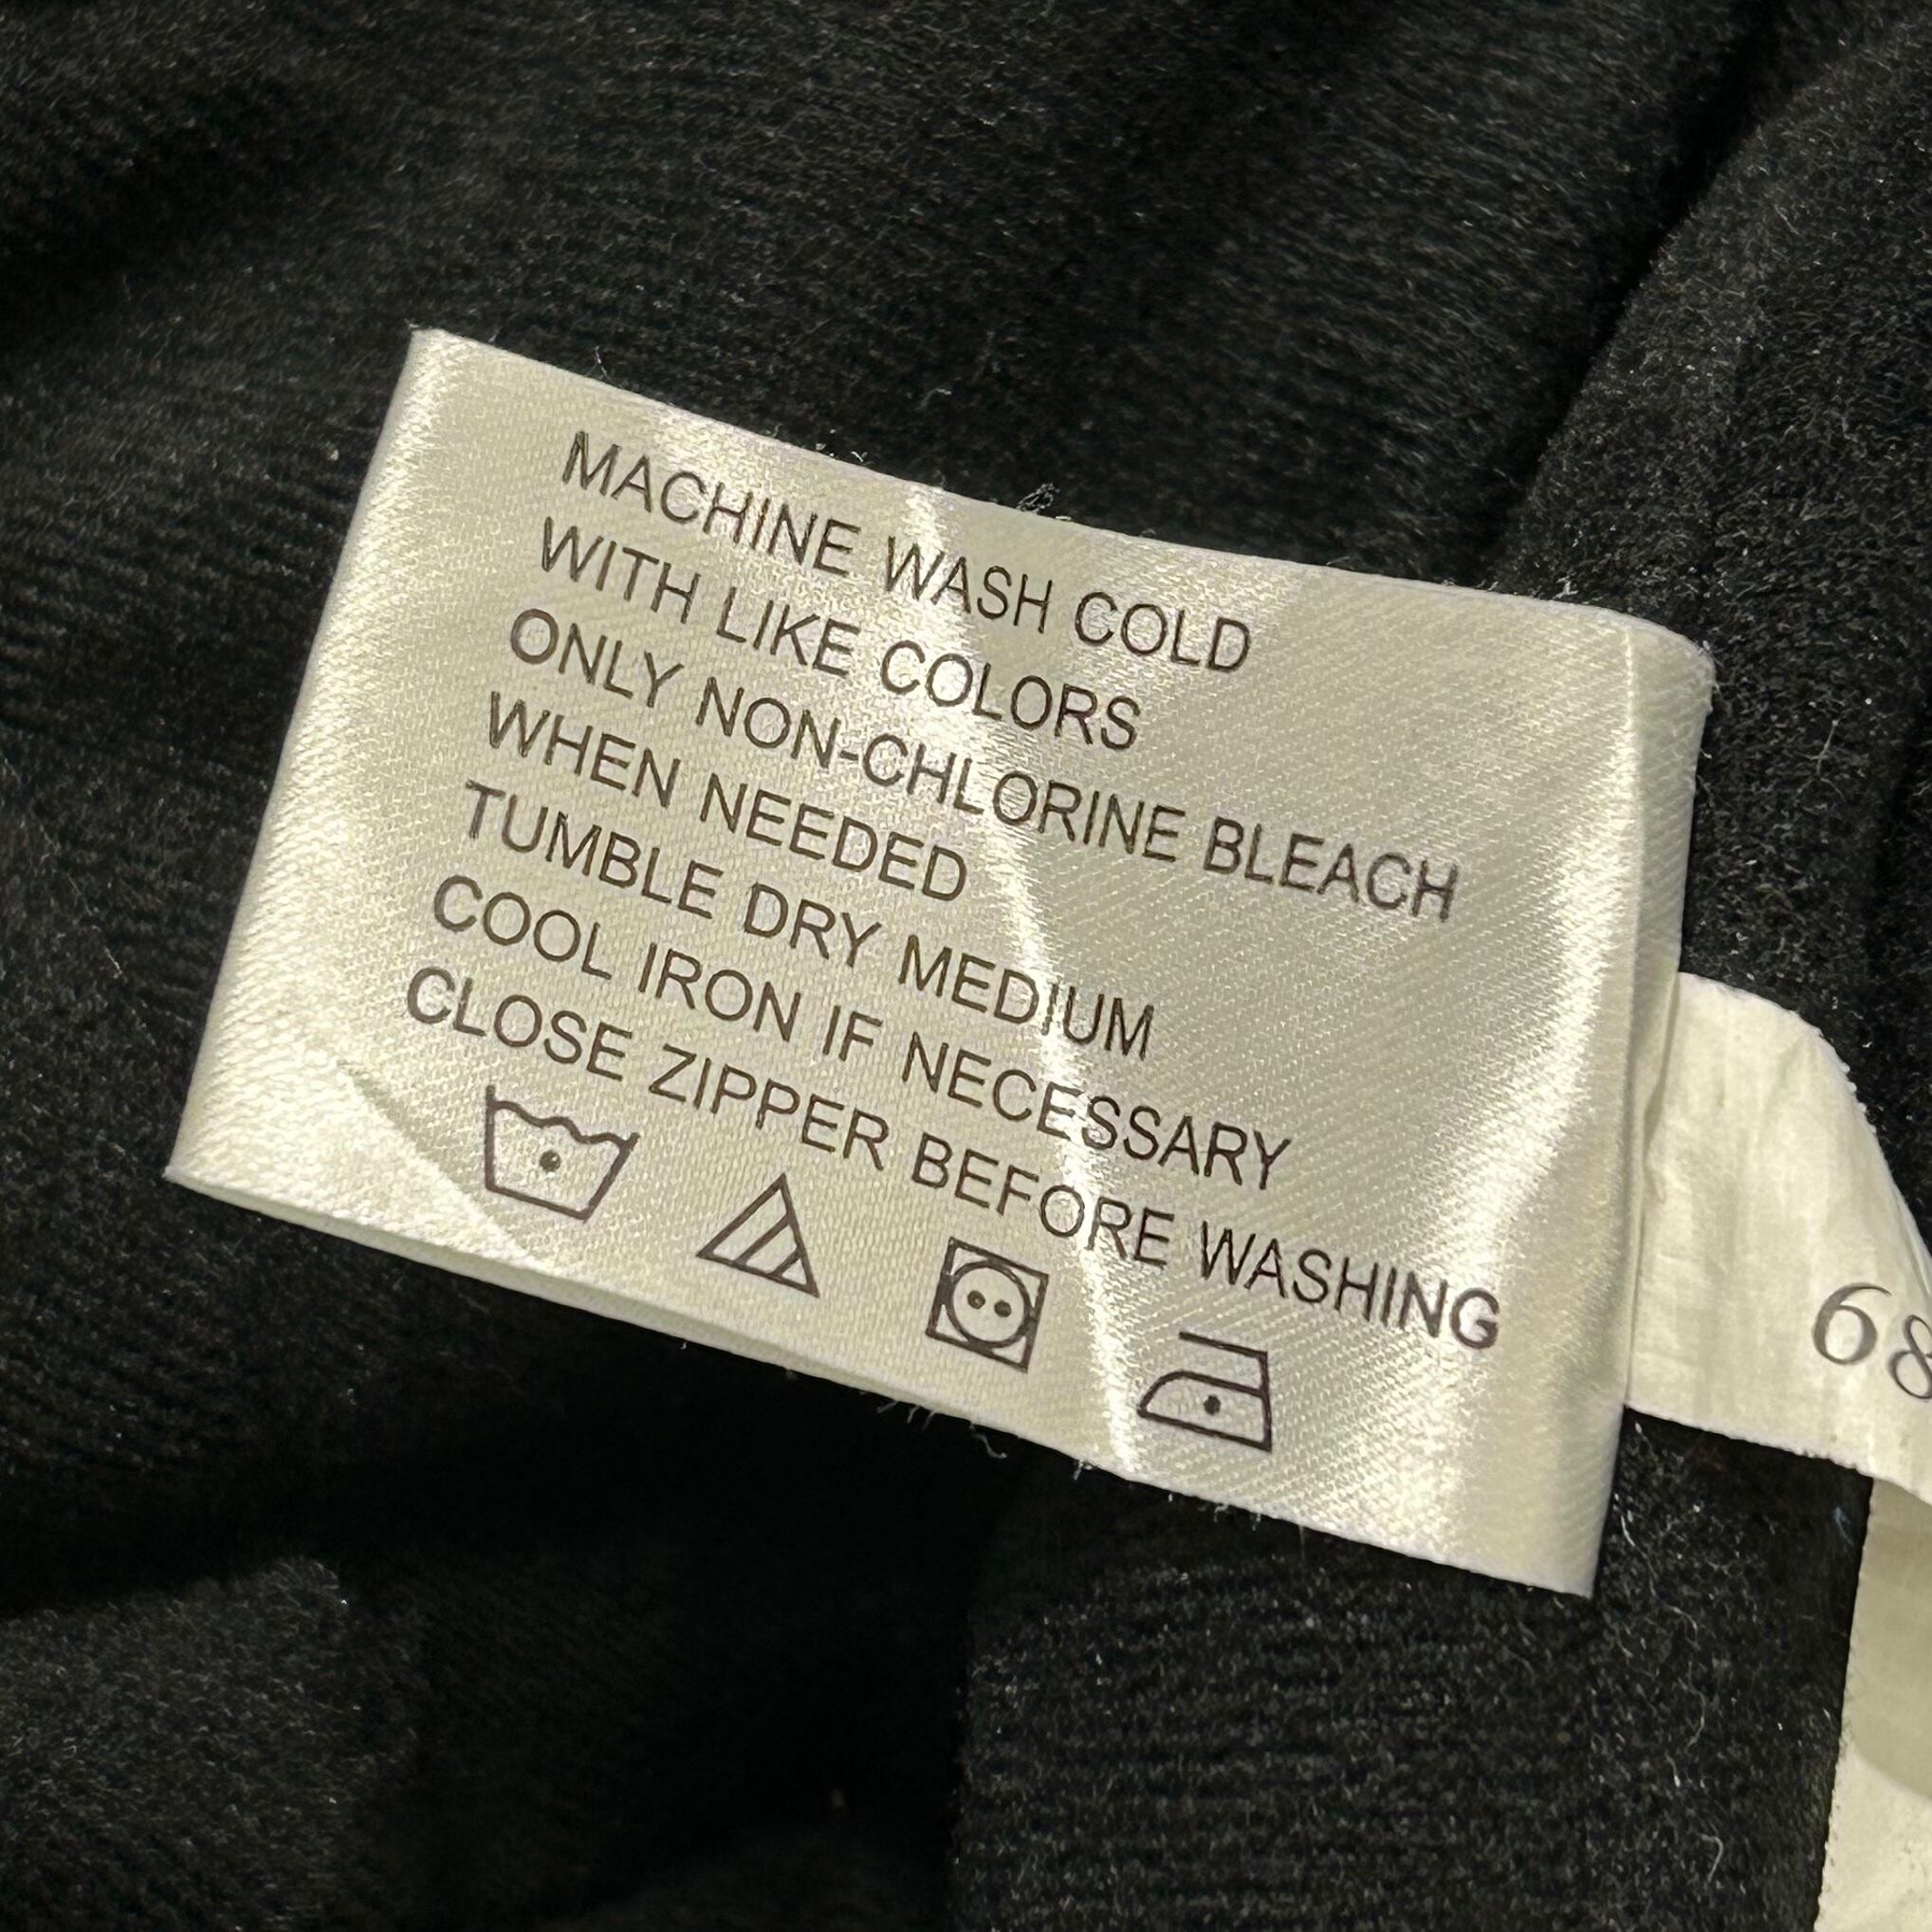 MACHINE WASH COLD
WITH LIKE COLORS
ONLY NON-CHLORINE BLEACH
WHEN NEEDED
TUMBLE DRY MEDIUM
COOL IRON IF NECESSARY
CLOSE ZIPPER BEFORE WASHING
68